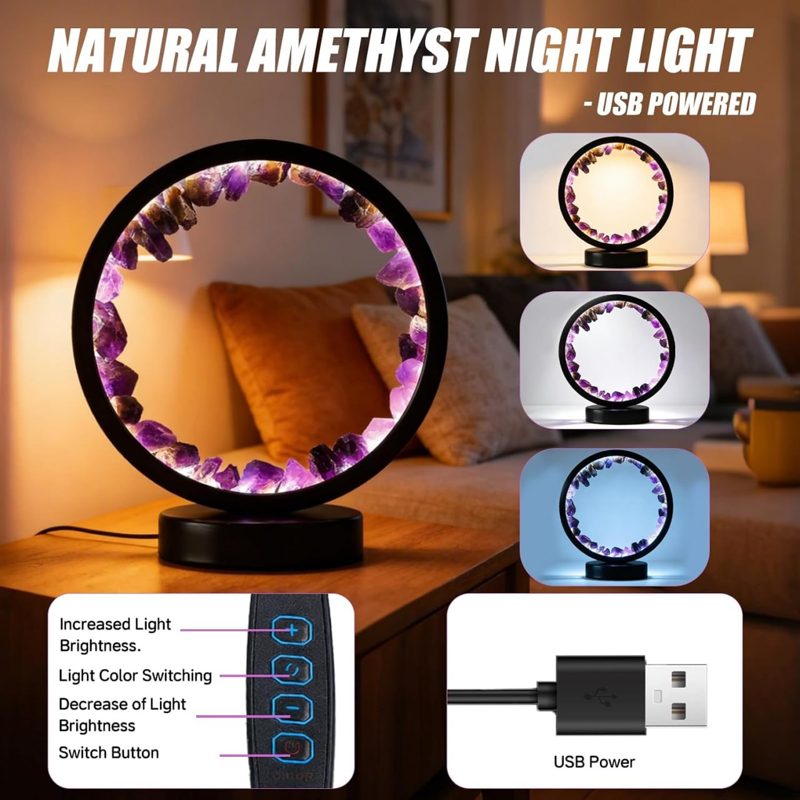 NATURAL AMETHYST NIGHT LIGHT
- USB POWERED
Increased Light
Brightness.
Light Color Switching
Decrease of Light
Brightness
Switch Button
USB Power